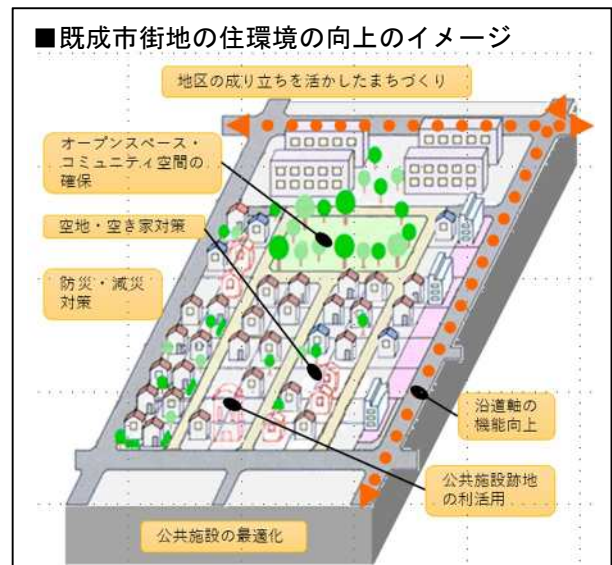 ■既成市街地の住環境の向上のイメージ
地区の成り立ちを活かしたまちづくり
オープンスペース・
コミュニティ空間の
確保
空地・空き家対策
防災・減災
対策
沿道軸の
機能向上
公共施設跡地
の利活用
公共施設の最適化